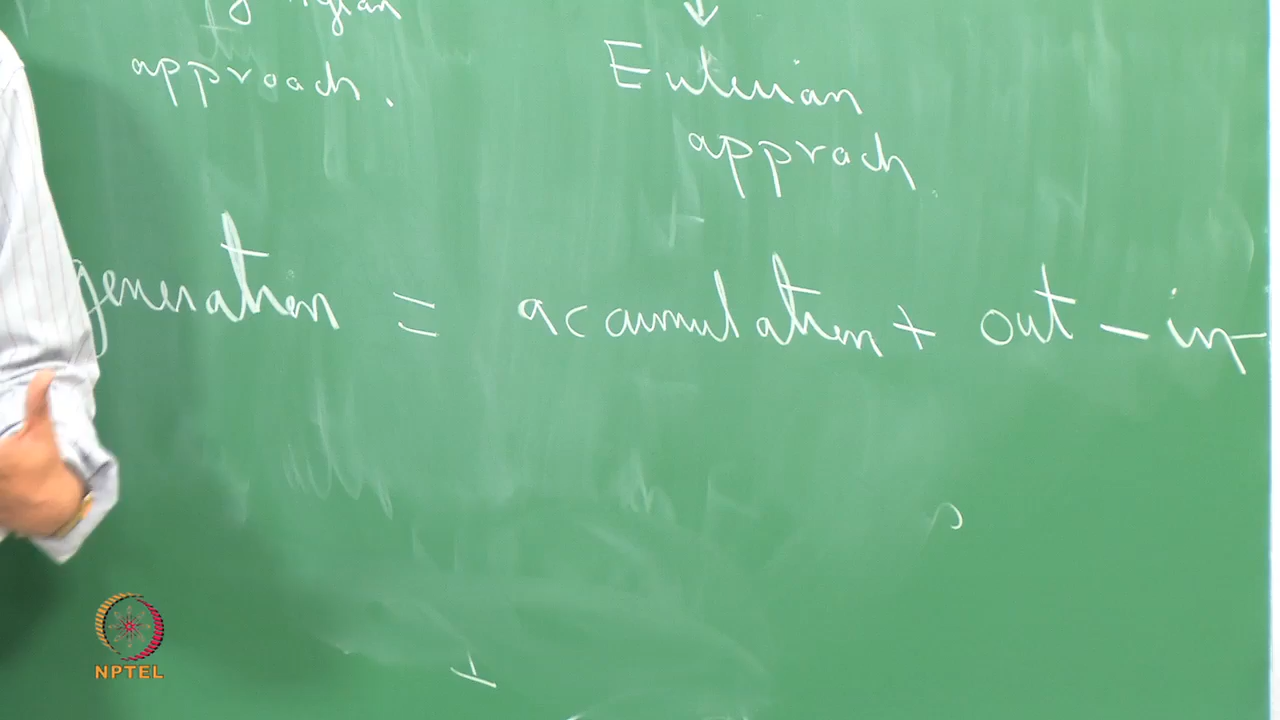 approach.
Eulerian
approach.
generation = accumulation + out - in
NPTEL